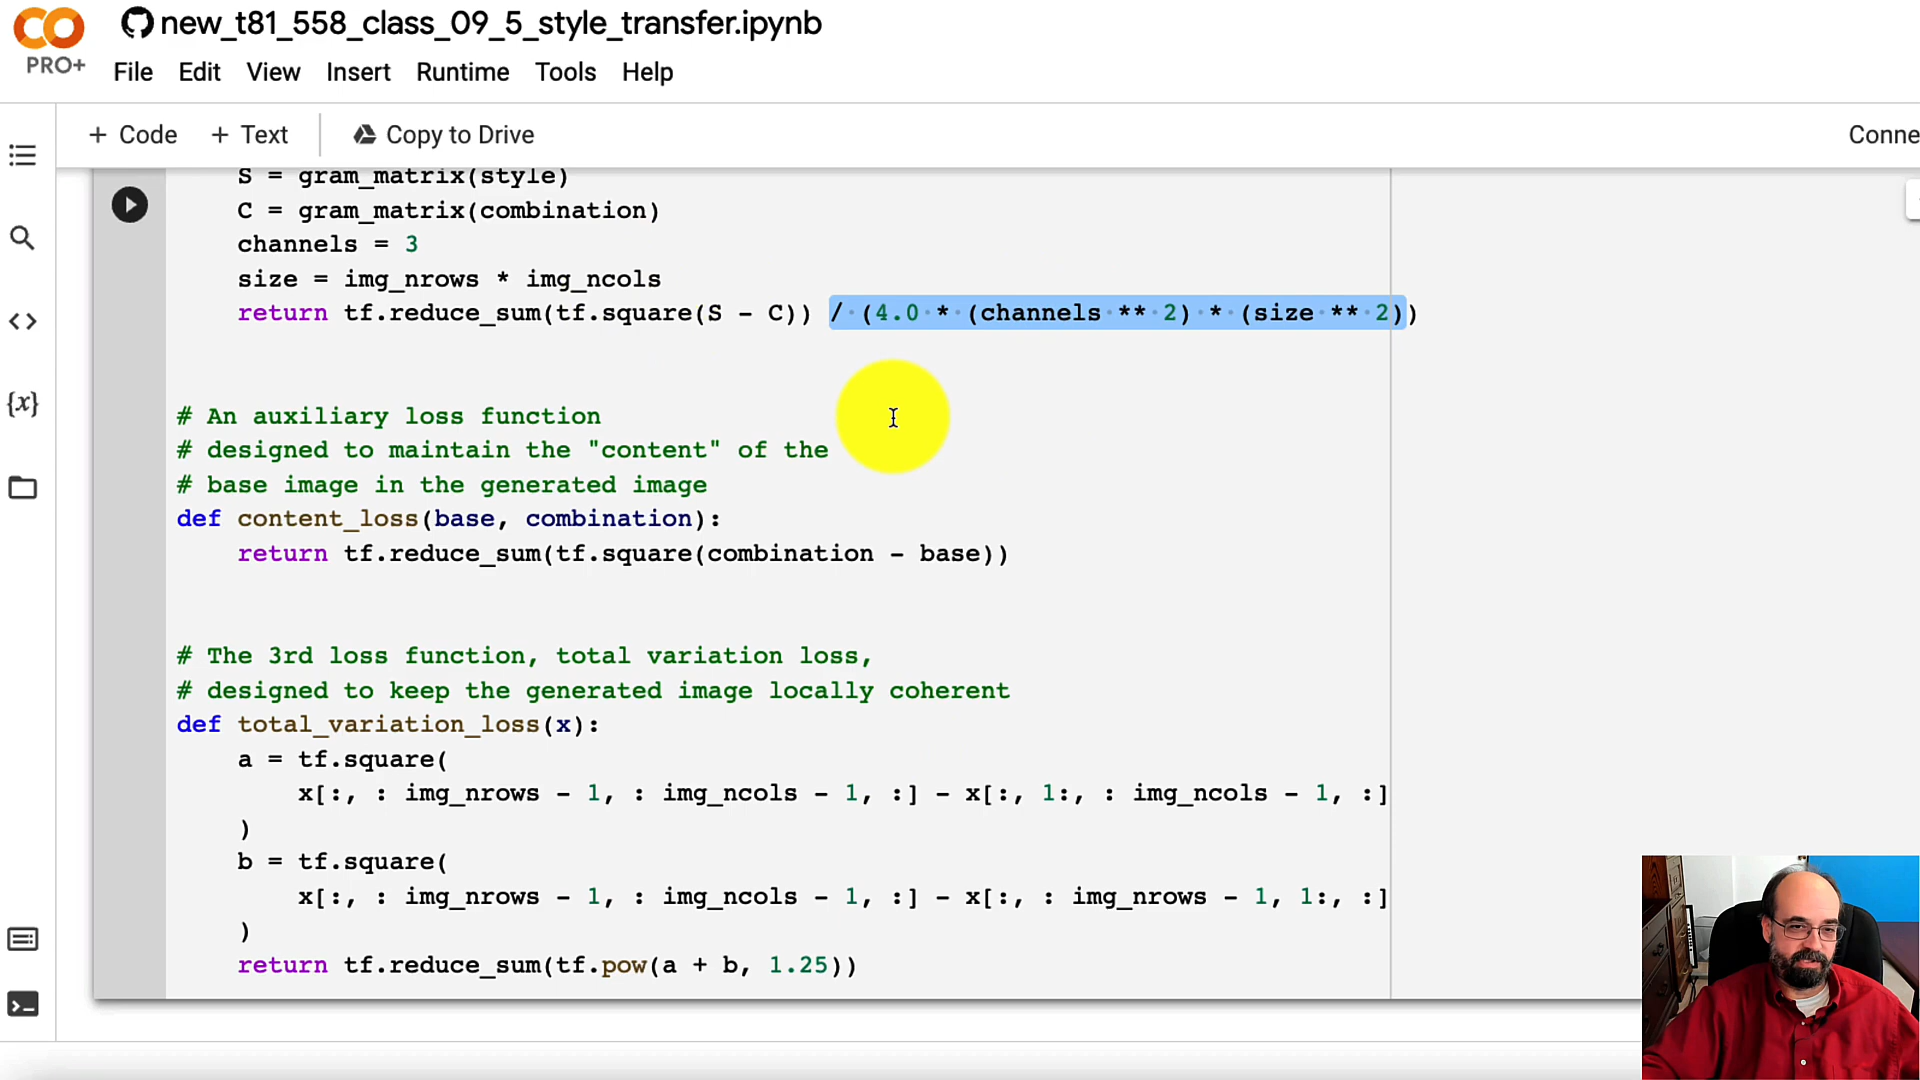 new_t81_558_class_09_5_style_transfer.ipynb
PRO+
File Edit View Insert Runtime Tools Help
+ Code + Text Copy to Drive Conne
S = gram_matrix(style)
C = gram_matrix(combination)
channels = 3
size = img_nrows * img_ncols
return tf.reduce_sum(tf.square(S - C)) / (4.0 * (channels ** 2) * (size ** 2))
# An auxiliary loss function
# designed to maintain the "content" of the
# base image in the generated image
def content_loss(base, combination):
return tf.reduce_sum(tf.square(combination - base))
# The 3rd loss function, total variation loss,
# designed to keep the generated image locally coherent
def total_variation_loss(x):
a = tf.square(
x[:, : img_nrows - 1, : img_ncols - 1, :] - x[:, 1:, : img_ncols - 1, :]
)
b = tf.square(
x[:, : img_nrows - 1, : img_ncols - 1, :] - x[:, : img_nrows - 1, 1:, :]
)
return tf.reduce_sum(tf.pow(a + b, 1.25))